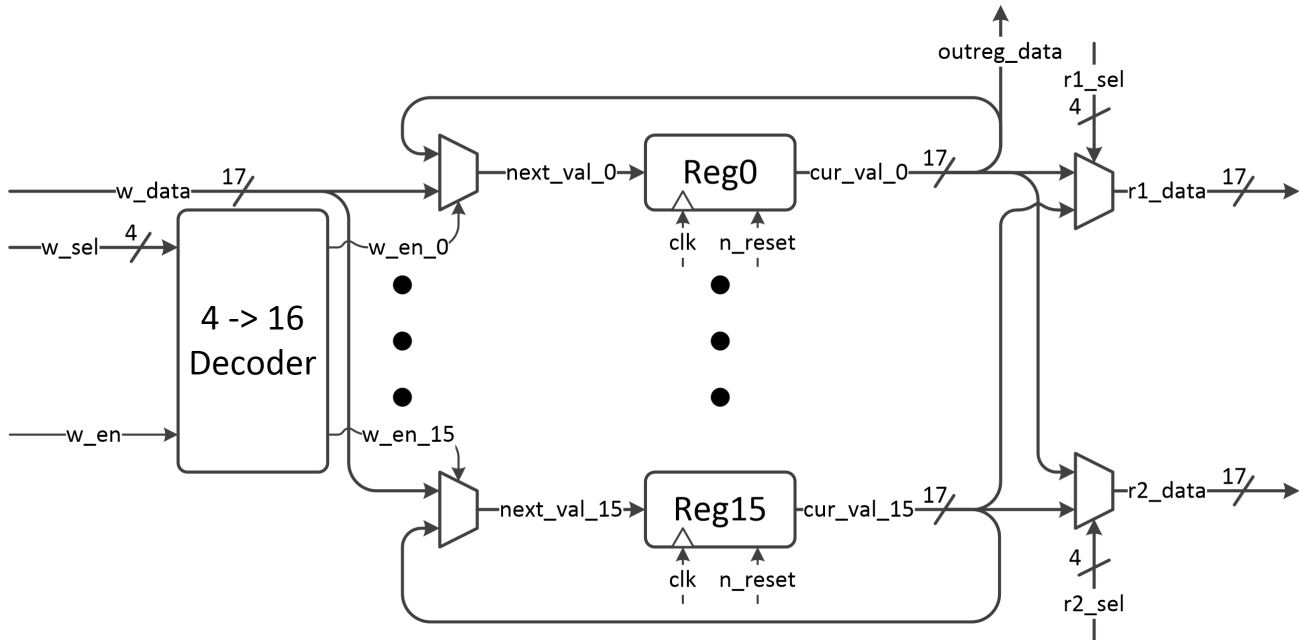 outreg_data
r1_sel
4
w_data
17
next_val_0
Reg0
cur_val_0
17
r1_data
17
w_sel
4
w_en_0
clk
n_reset
4 -> 16
Decoder
w_en
w_en_15
next_val_15
Reg15
cur_val_15
17
r2_data
17
clk
n_reset
4
r2_sel